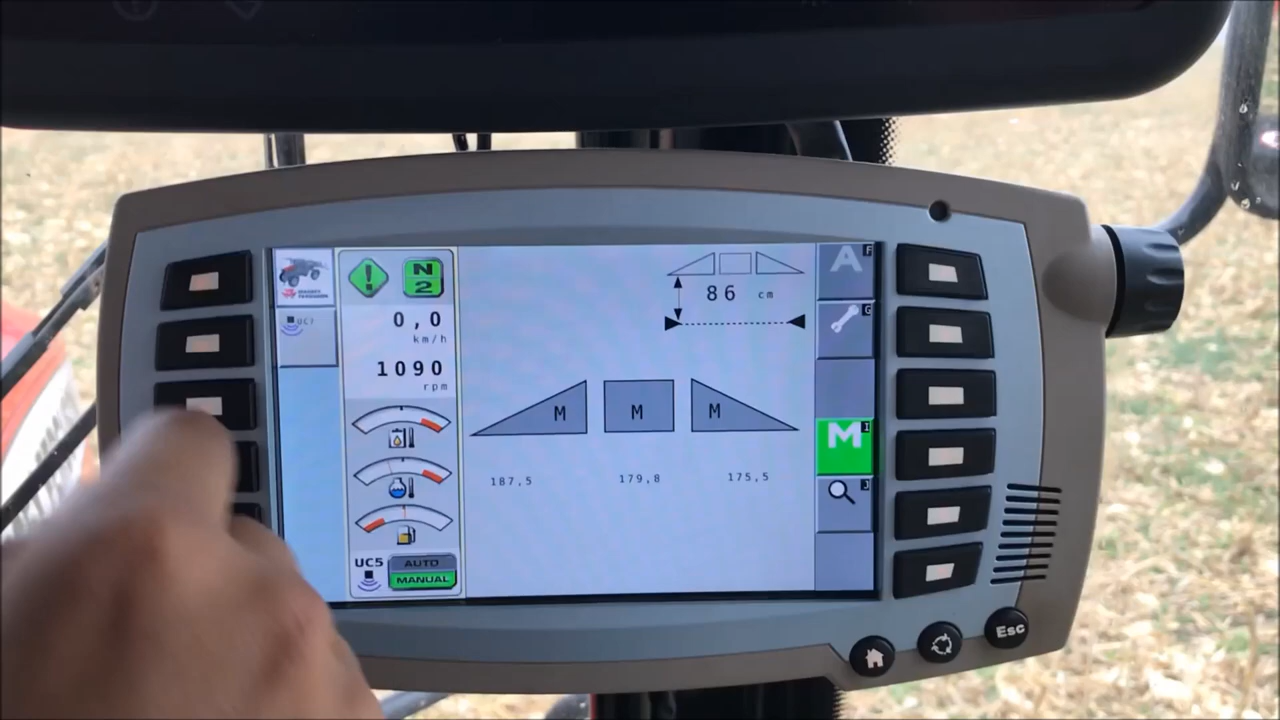 MASSEY
FERGUSON
UC7
N
2
0,0
km/h
1090
rpm
UC5
AUTO
MANUAL
86 cm
M M M
187,5 179,8 175,5
A F
G
M I
J
Esc